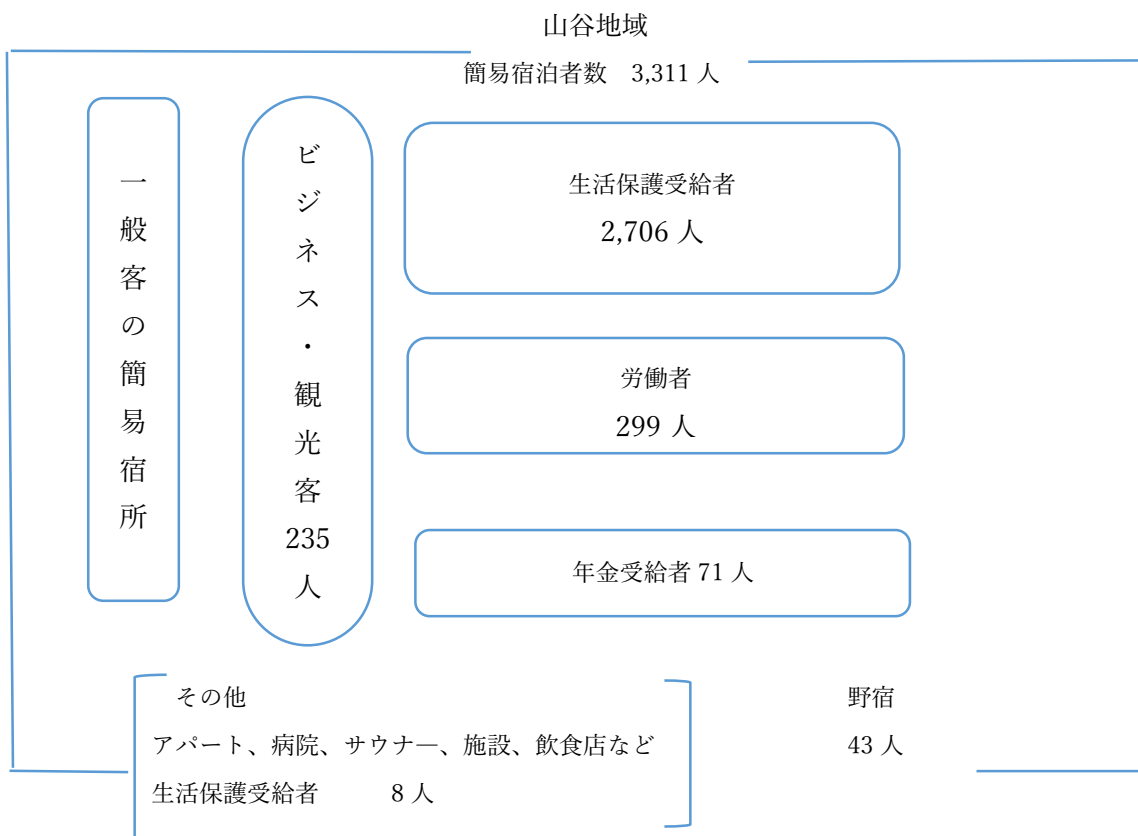 山谷地域
簡易宿泊者数 3,311 人
一般客の簡易宿所
ビジネス・観光客
235
人
生活保護受給者
2,706 人
労働者
299 人
年金受給者 71 人
その他
アパート、病院、サウナ―、施設、飲食店など
生活保護受給者 8 人
野宿
43 人